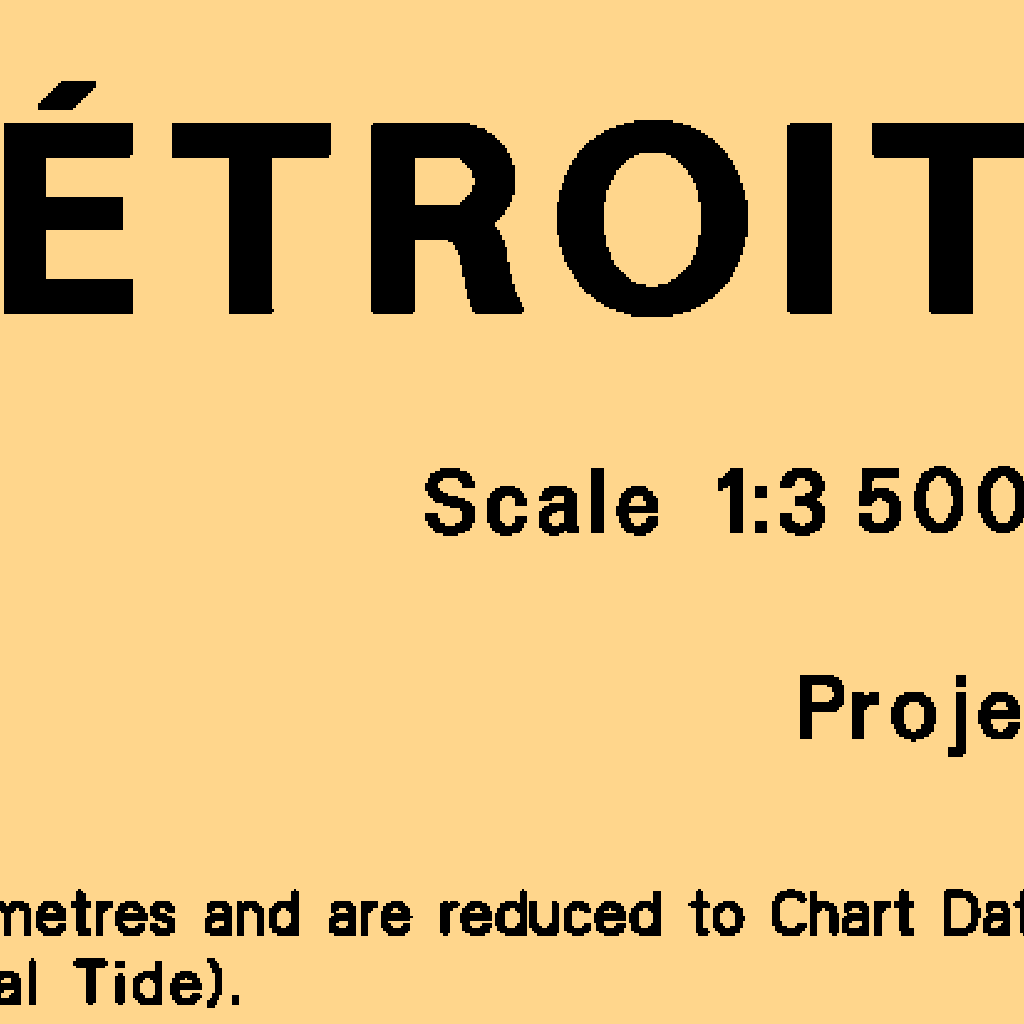 ÉTROIT
Scale 1:3 500
Proje
metres and are reduced to Chart Dat
al Tide).